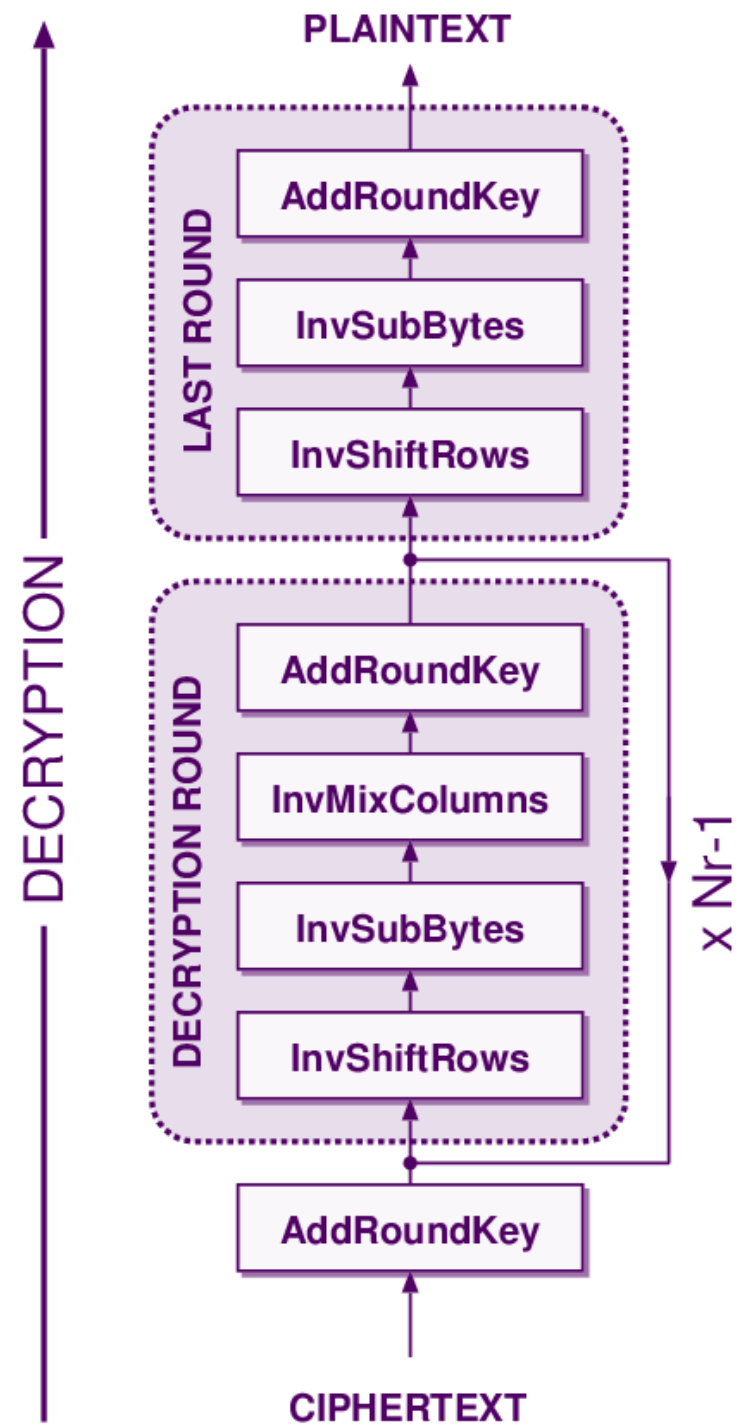 PLAINTEXT
AddRoundKey
InvSubBytes
InvShiftRows
LAST ROUND
AddRoundKey
InvMixColumns
InvSubBytes
InvShiftRows
DECRYPTION ROUND
x Nr-1
DECRYPTION
AddRoundKey
CIPHERTEXT